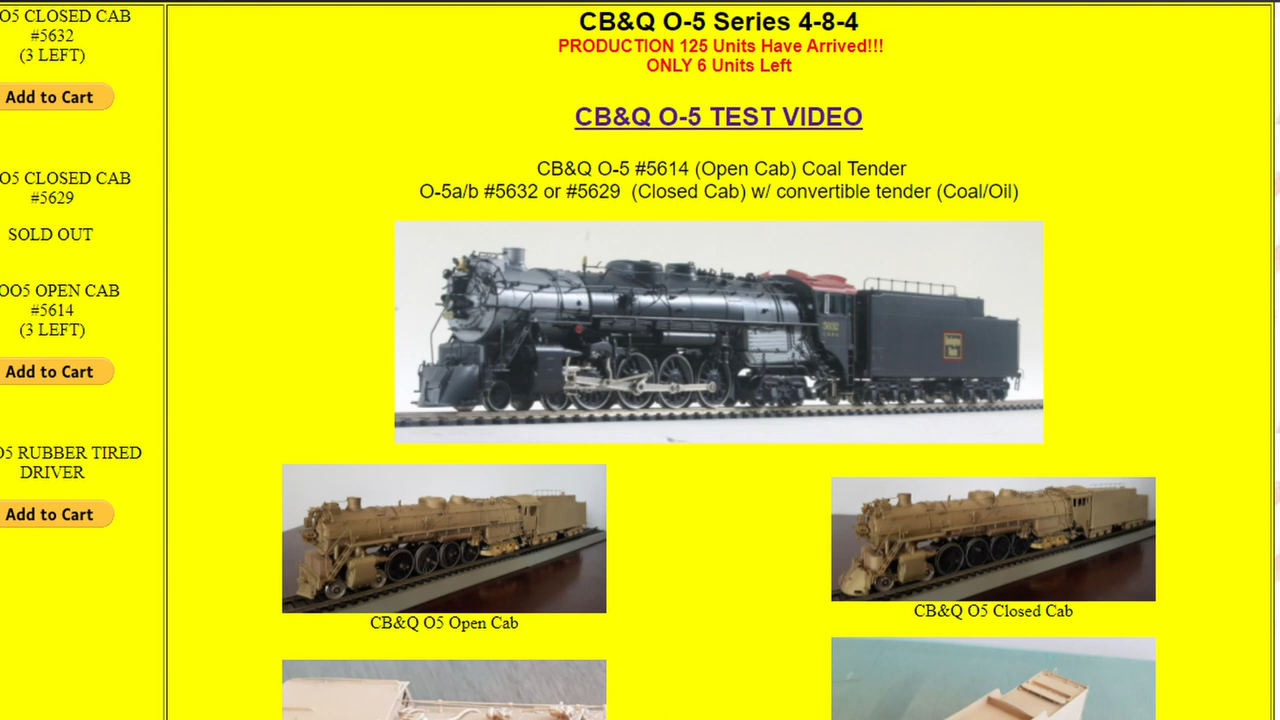 O5 CLOSED CAB
#5632
(3 LEFT)
Add to Cart
O5 CLOSED CAB
#5629
SOLD OUT
OO5 OPEN CAB
#5614
(3 LEFT)
Add to Cart
O5 RUBBER TIRED
DRIVER
Add to Cart
CB&Q O-5 Series 4-8-4
PRODUCTION 125 Units Have Arrived!!!
ONLY 6 Units Left
CB&Q O-5 TEST VIDEO
CB&Q O-5 #5614 (Open Cab) Coal Tender
O-5a/b #5632 or #5629 (Closed Cab) w/ convertible tender (Coal/Oil)
5632
CB&Q O5 Open Cab
CB&Q O5 Closed Cab